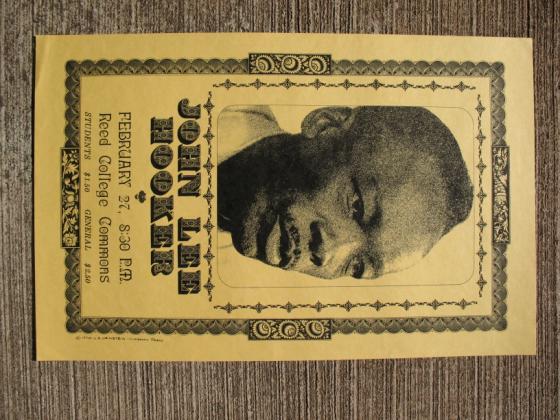 JOHN LEE
HOOKER
FEBRUARY 27, 8:30 P.M.
Reed College Commons
STUDENTS $1.50 GENERAL $2.50